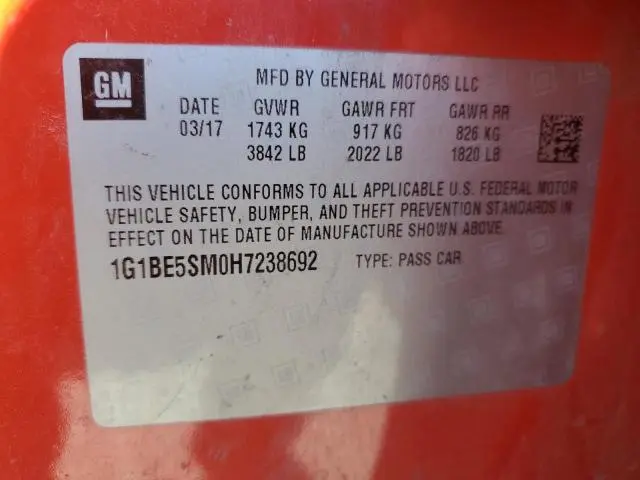 GM
MFD BY GENERAL MOTORS LLC
DATE GVWR GAWR FRT GAWR RR
03/17 1743 KG 917 KG 826 KG
3842 LB 2022 LB 1820 LB
THIS VEHICLE CONFORMS TO ALL APPLICABLE U.S. FEDERAL MOTOR
VEHICLE SAFETY, BUMPER, AND THEFT PREVENTION STANDARDS IN
EFFECT ON THE DATE OF MANUFACTURE SHOWN ABOVE.
1G1BE5SM0H7238692 TYPE: PASS CAR